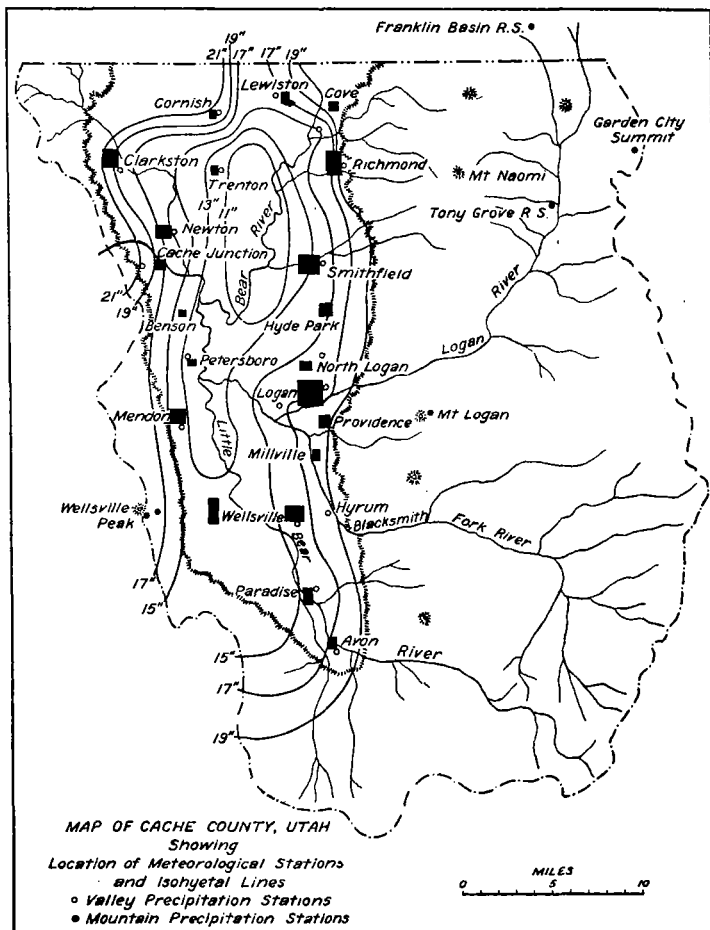 Franklin Basin R.S.
19"
21" 17"
17" 19"
Lewiston
Cove
Cornish
Garden City
Summit
Clarkston
Richmond
Trenton
Mt Naomi
13"
11"
River
Tony Grove R.S.
Newton
Cache Junction
Bear
Smithfield
River
21"
19"
Benson
Hyde Park
Logan
Petersboro
North Logan
Logan
Mendon
Little
Providence
Mt Logan
Millville
Wellsville
Peak
Wellsville
Hyrum
Blacksmith
Fork River
Bear
17"
15"
Paradise
Avon
River
15"
17"
19"
MAP OF CACHE COUNTY, UTAH
Showing
Location of Meteorological Stations
and Isohyetal Lines
Valley Precipitation Stations
Mountain Precipitation Stations
MILES
0 5 10